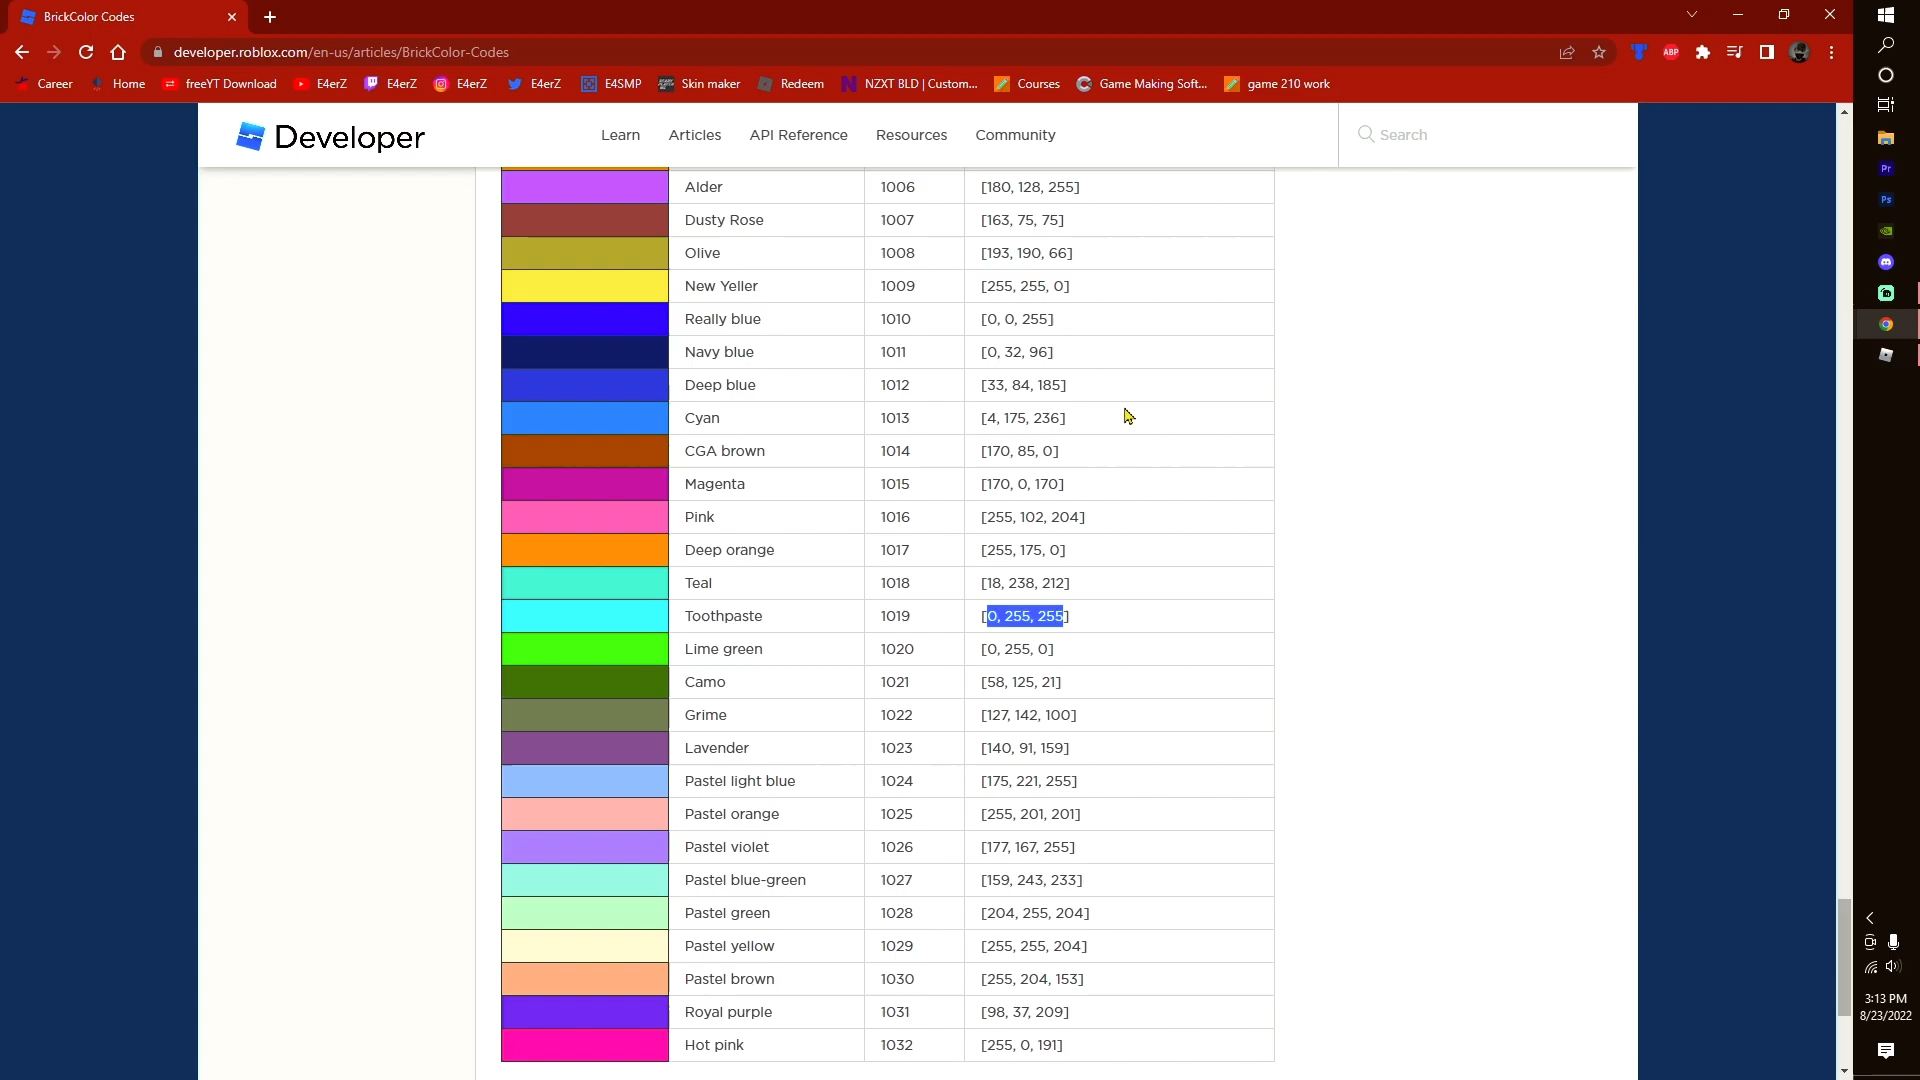 BrickColor Codes
developer.roblox.com/en-us/articles/BrickColor-Codes
ABP
Career Home freeYT Download E4erZ E4erZ E4erZ E4erZ E4SMP Skin maker Redeem NZXT BLD | Custom... Courses Game Making Soft... game 210 work
Developer Learn Articles API Reference Resources Community Search
Alder 1006 [180, 128, 255]
Dusty Rose 1007 [163, 75, 75]
Olive 1008 [193, 190, 66]
New Yeller 1009 [255, 255, 0]
Really blue 1010 [0, 0, 255]
Navy blue 1011 [0, 32, 96]
Deep blue 1012 [33, 84, 185]
Cyan 1013 [4, 175, 236]
CGA brown 1014 [170, 85, 0]
Magenta 1015 [170, 0, 170]
Pink 1016 [255, 102, 204]
Deep orange 1017 [255, 175, 0]
Teal 1018 [18, 238, 212]
Toothpaste 1019 [0, 255, 255]
Lime green 1020 [0, 255, 0]
Camo 1021 [58, 125, 21]
Grime 1022 [127, 142, 100]
Lavender 1023 [140, 91, 159]
Pastel light blue 1024 [175, 221, 255]
Pastel orange 1025 [255, 201, 201]
Pastel violet 1026 [177, 167, 255]
Pastel blue-green 1027 [159, 243, 233]
Pastel green 1028 [204, 255, 204]
Pastel yellow 1029 [255, 255, 204]
Pastel brown 1030 [255, 204, 153]
Royal purple 1031 [98, 37, 209]
Hot pink 1032 [255, 0, 191]
Pr
Ps
3:13 PM
8/23/2022